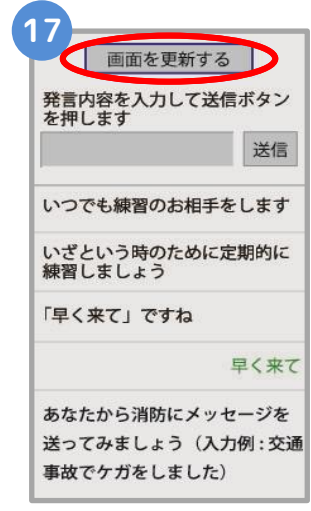 17
画面を更新する
発言内容を入力して送信ボタン
を押します
送信
いつでも練習のお相手をします
いざという時のために定期的に
練習しましょう
「早く来て」ですね
早く来て
あなたから消防にメッセージを
送ってみましょう（入力例：交通
事故でケガをしました）